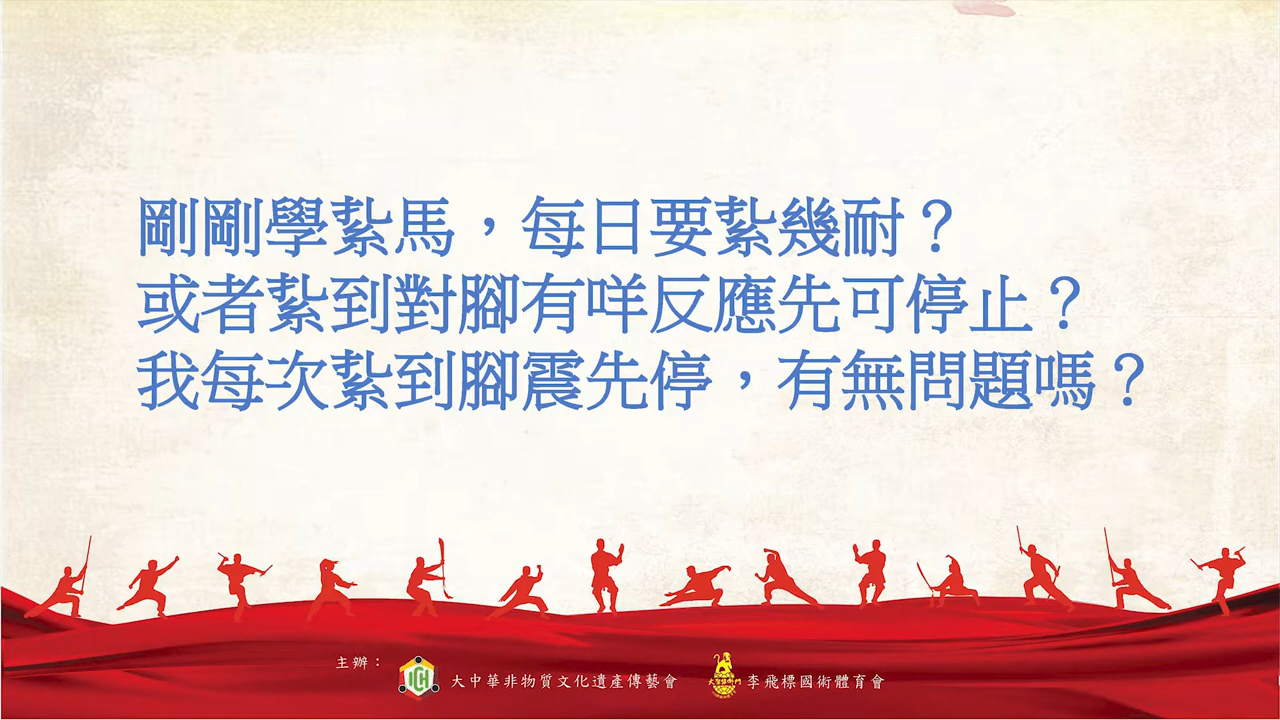 剛剛學紮馬，每日要紮幾耐？
或者紮到對腳有咩反應先可停止？
我每次紮到腳震先停，有無問題嗎？
主辦：
ICH 大中華非物質文化遺產傳藝會
李飛標國術體育會